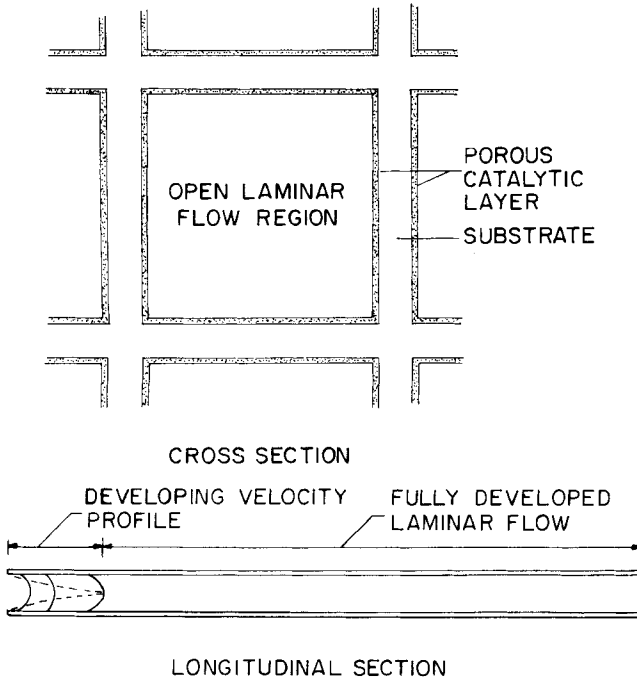 OPEN LAMINAR
FLOW REGION
POROUS
CATALYTIC
LAYER
SUBSTRATE
CROSS SECTION
DEVELOPING VELOCITY
PROFILE
FULLY DEVELOPED
LAMINAR FLOW
LONGITUDINAL SECTION